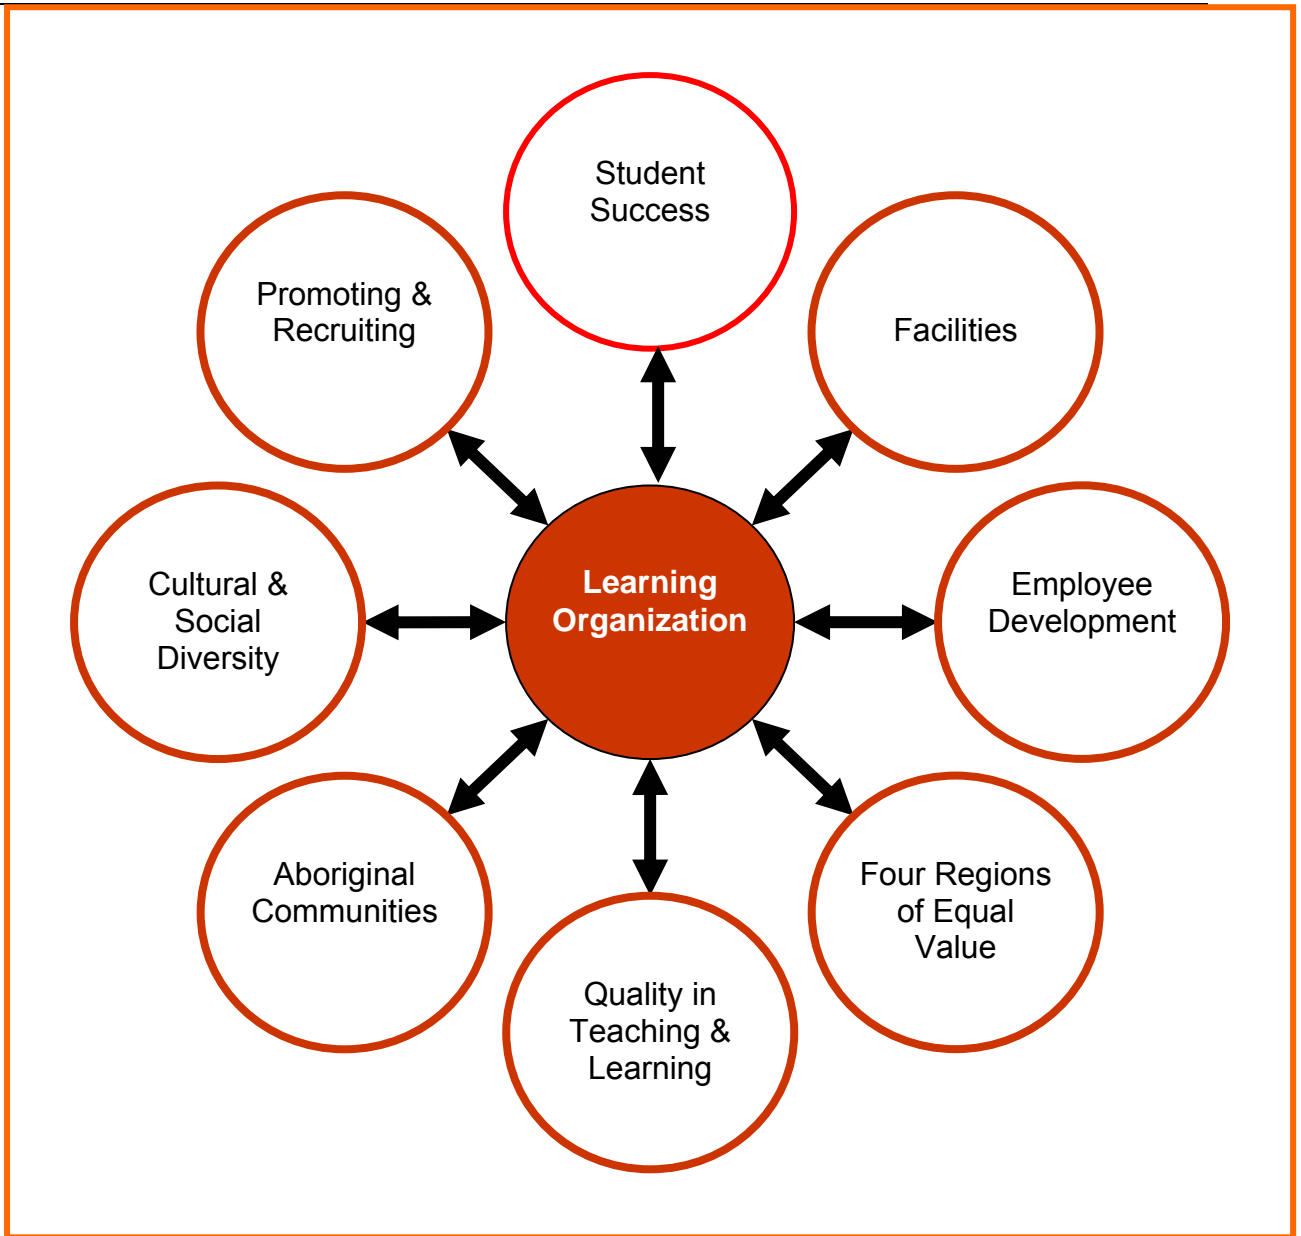 Student
Success
Promoting &
Recruiting
Facilities
Cultural &
Social
Diversity
Learning
Organization
Employee
Development
Aboriginal
Communities
Four Regions
of Equal
Value
Quality in
Teaching &
Learning